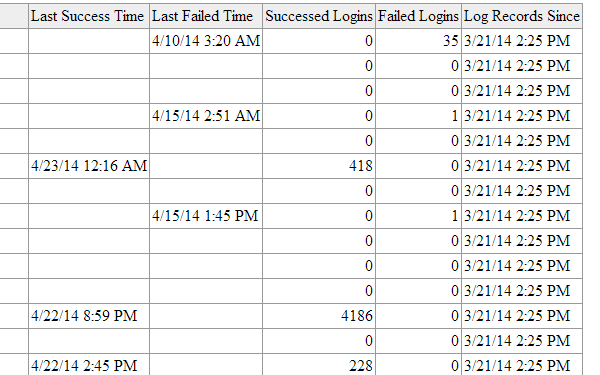 Last Success Time Last Failed Time Successed Logins Failed Logins Log Records Since
4/10/14 3:20 AM 0 35 3/21/14 2:25 PM
0 0 3/21/14 2:25 PM
0 0 3/21/14 2:25 PM
4/15/14 2:51 AM 0 1 3/21/14 2:25 PM
0 0 3/21/14 2:25 PM
4/23/14 12:16 AM 418 0 3/21/14 2:25 PM
0 0 3/21/14 2:25 PM
4/15/14 1:45 PM 0 1 3/21/14 2:25 PM
0 0 3/21/14 2:25 PM
0 0 3/21/14 2:25 PM
0 0 3/21/14 2:25 PM
4/22/14 8:59 PM 4186 0 3/21/14 2:25 PM
0 0 3/21/14 2:25 PM
4/22/14 2:45 PM 228 0 3/21/14 2:25 PM